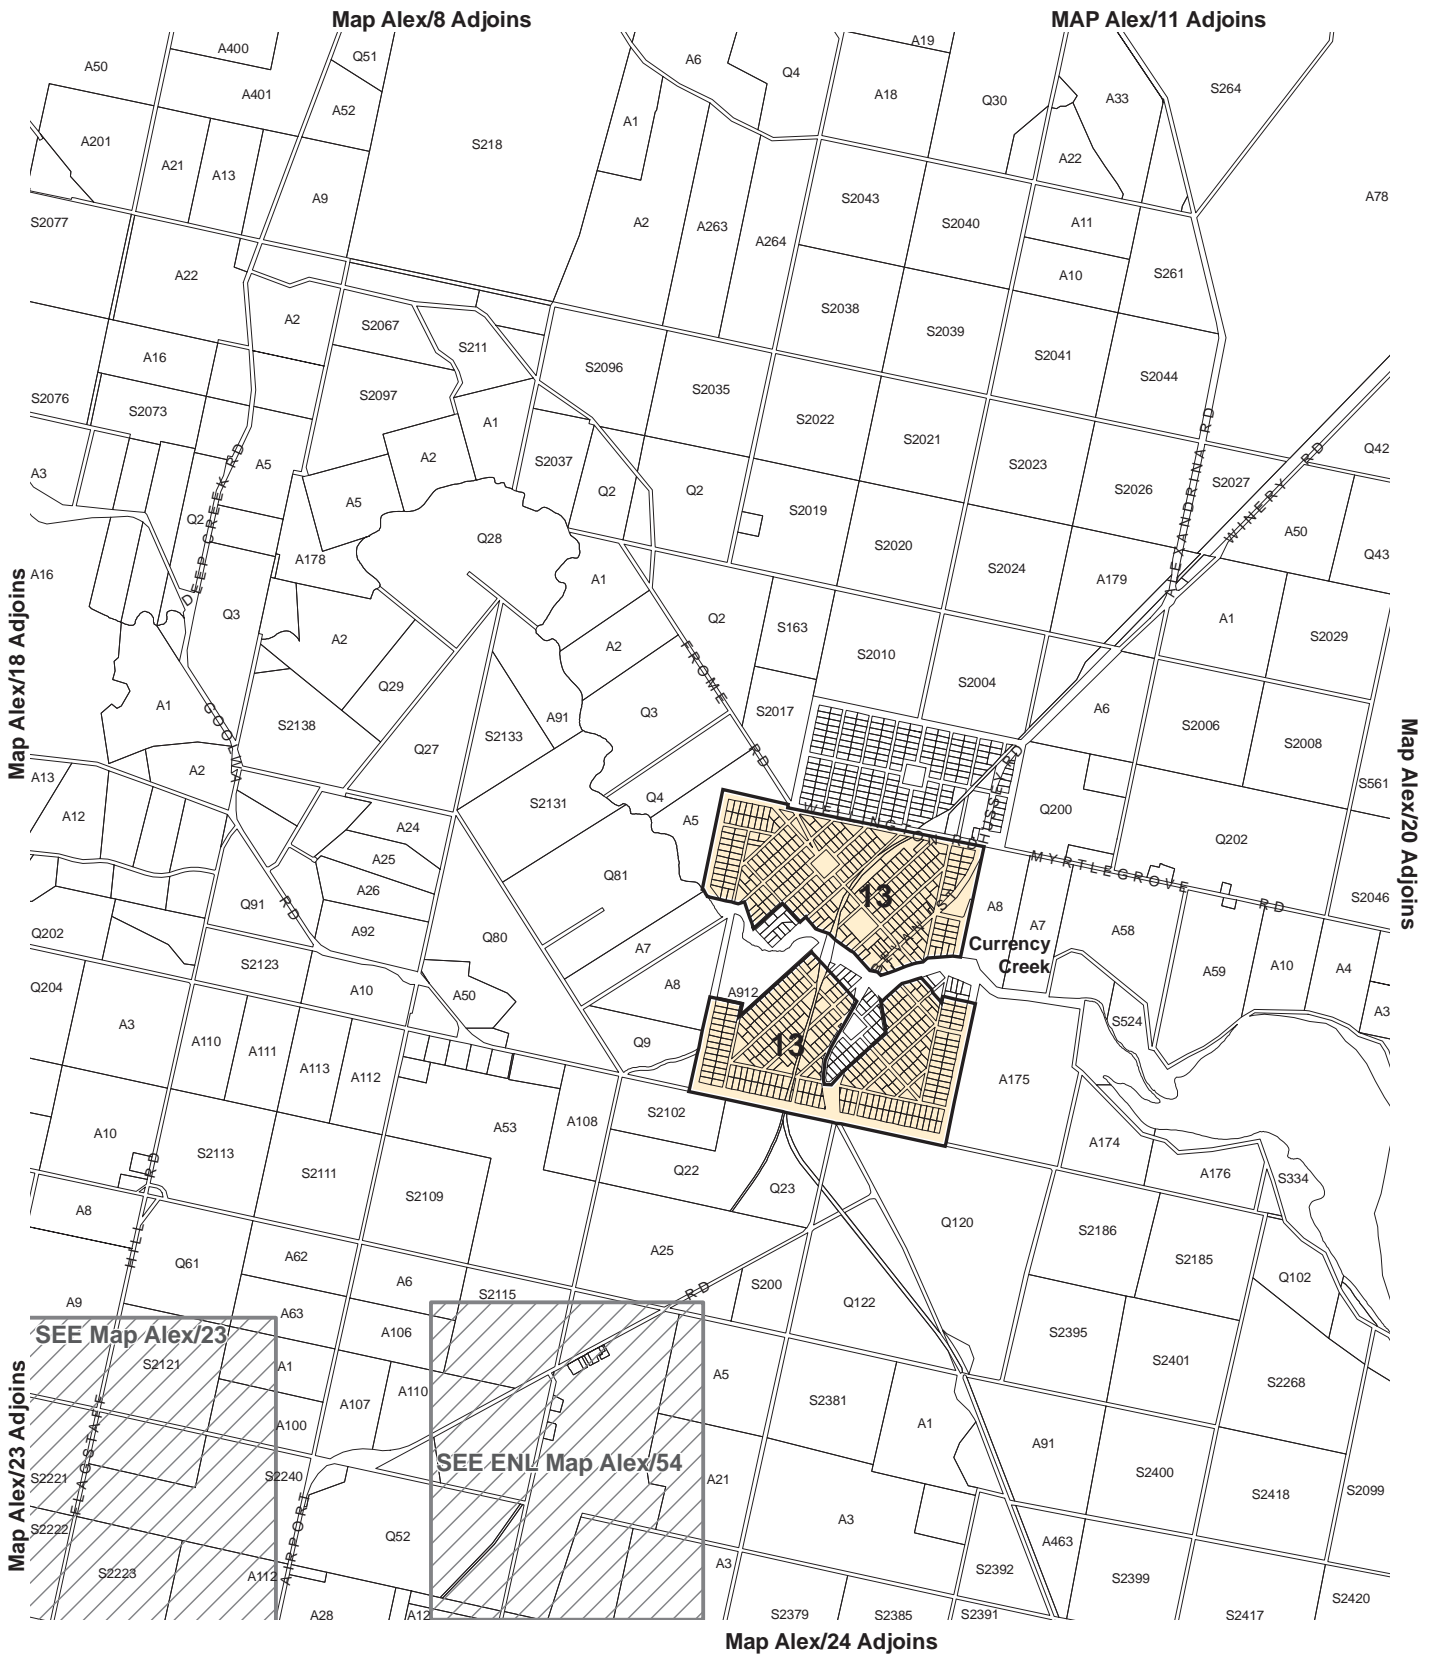 Map Alex/8 Adjoins
MAP Alex/11 Adjoins
A50
A400
Q51
A6
Q4
A19
A401
A52
A18
Q30
A33
S264
A201
A21
A13
S218
A1
A22
A9
S2043
S2040
A11
A78
S2077
A2
A263
A264
A22
A10
S261
A2
S2067
S211
S2038
S2039
A16
S2096
S2041
S2044
S2076
S2073
S2097
S2035
S2022
S2021
A1
A3
A5
A2
S2037
S2023
Q42
ALEXANDRINA RD
WINERY RD
DEEP CREEK RD
Q2
A5
Q2
Q2
S2019
S2026
S2027
A50
Q28
S2020
Q43
A16
A178
A1
S2024
A179
Q3
A2
A2
Q2
S163
A1
S2029
FROME RD
S2010
S2004
Q29
A1
GOOLWA RD
S2138
Q27
S2133
A91
Q3
S2017
A6
S2006
S2008
Map Alex/18 Adjoins
Map Alex/20 Adjoins
A13
A2
S2131
Q4
S561
A12
A24
A5
HUSSEY RD
Q200
Q202
A25
MYRTLEGROVE RD
Q91
A26
Q81
13
S2046
Q202
A92
Q80
A7
A8
A7
A58
Currency
Creek
S2123
A59
A10
A4
Q204
A10
A50
A8
A912
A3
A3
A110
A111
A113
A112
Q9
13
A175
S524
A10
S2113
A53
A108
S2102
A174
S2111
S2109
Q22
Q23
A176
S334
A8
HILL RD
Q61
A62
A25
Q120
S2186
S2185
A6
S2115
RD
S200
Q122
Q102
A9
A63
SEE Map Alex/23
S2121
A106
S2395
S2401
A1
A107
A110
A5
S2381
A1
S2268
A100
A91
Map Alex/23 Adjoins
FLAGSTAFF
S2221
S2240
SEE ENL Map Alex/54
A21
S2400
S2418
S2099
S2222
AIRPORT
Q52
A3
A463
S2223
A112
A3
S2392
S2399
A28
A12
S2379
S2385
S2391
S2417
S2420
Map Alex/24 Adjoins